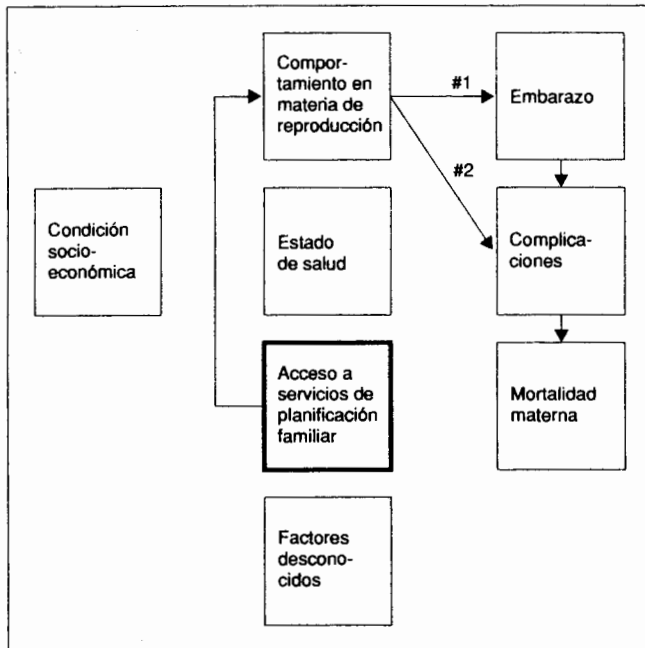 Compor-
tamiento en
materia de
reproducción
#1
Embarazo
#2
Condición
socio-
económica
Estado
de salud
Complica-
ciones
Acceso a
servicios de
planificación
familiar
Mortalidad
materna
Factores
descono-
cidos